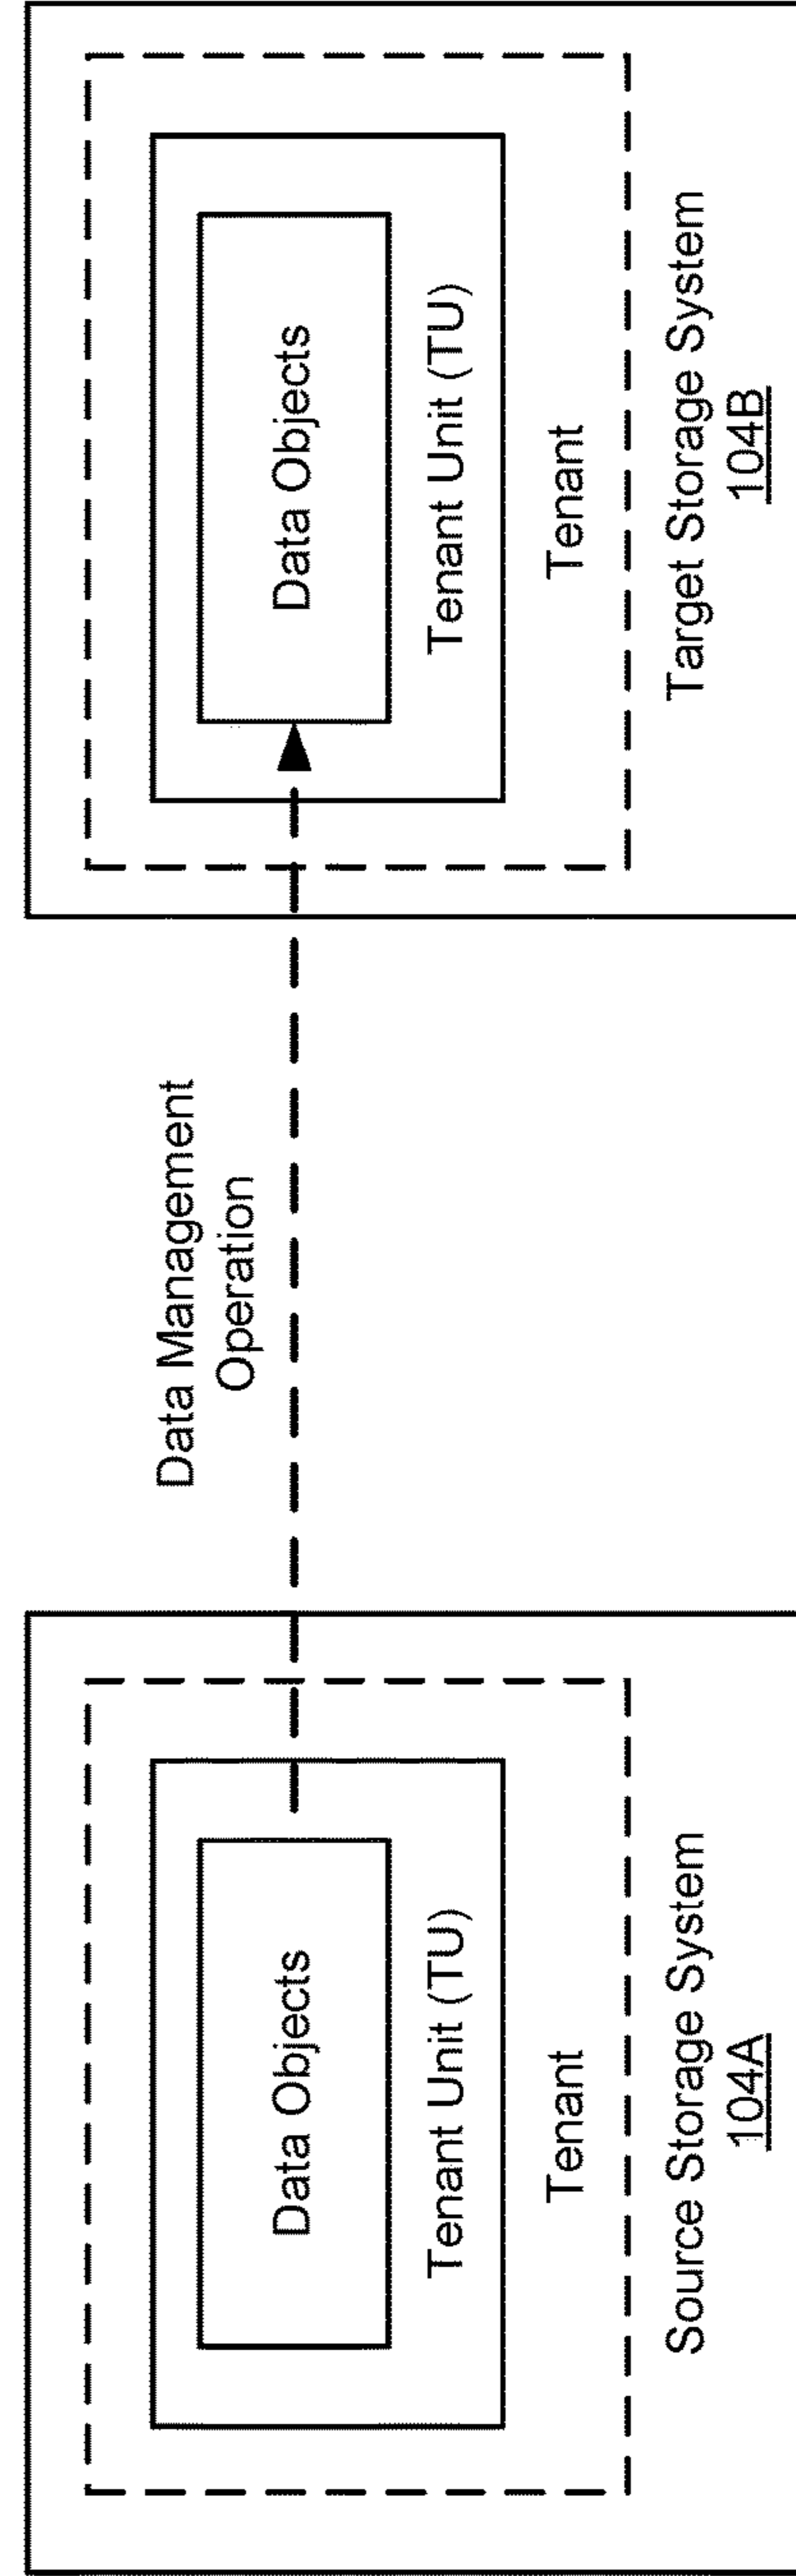 Data Management
Operation
Data Objects
Tenant Unit (TU)
Tenant
Source Storage System
104A
Data Objects
Tenant Unit (TU)
Tenant
Target Storage System
104B